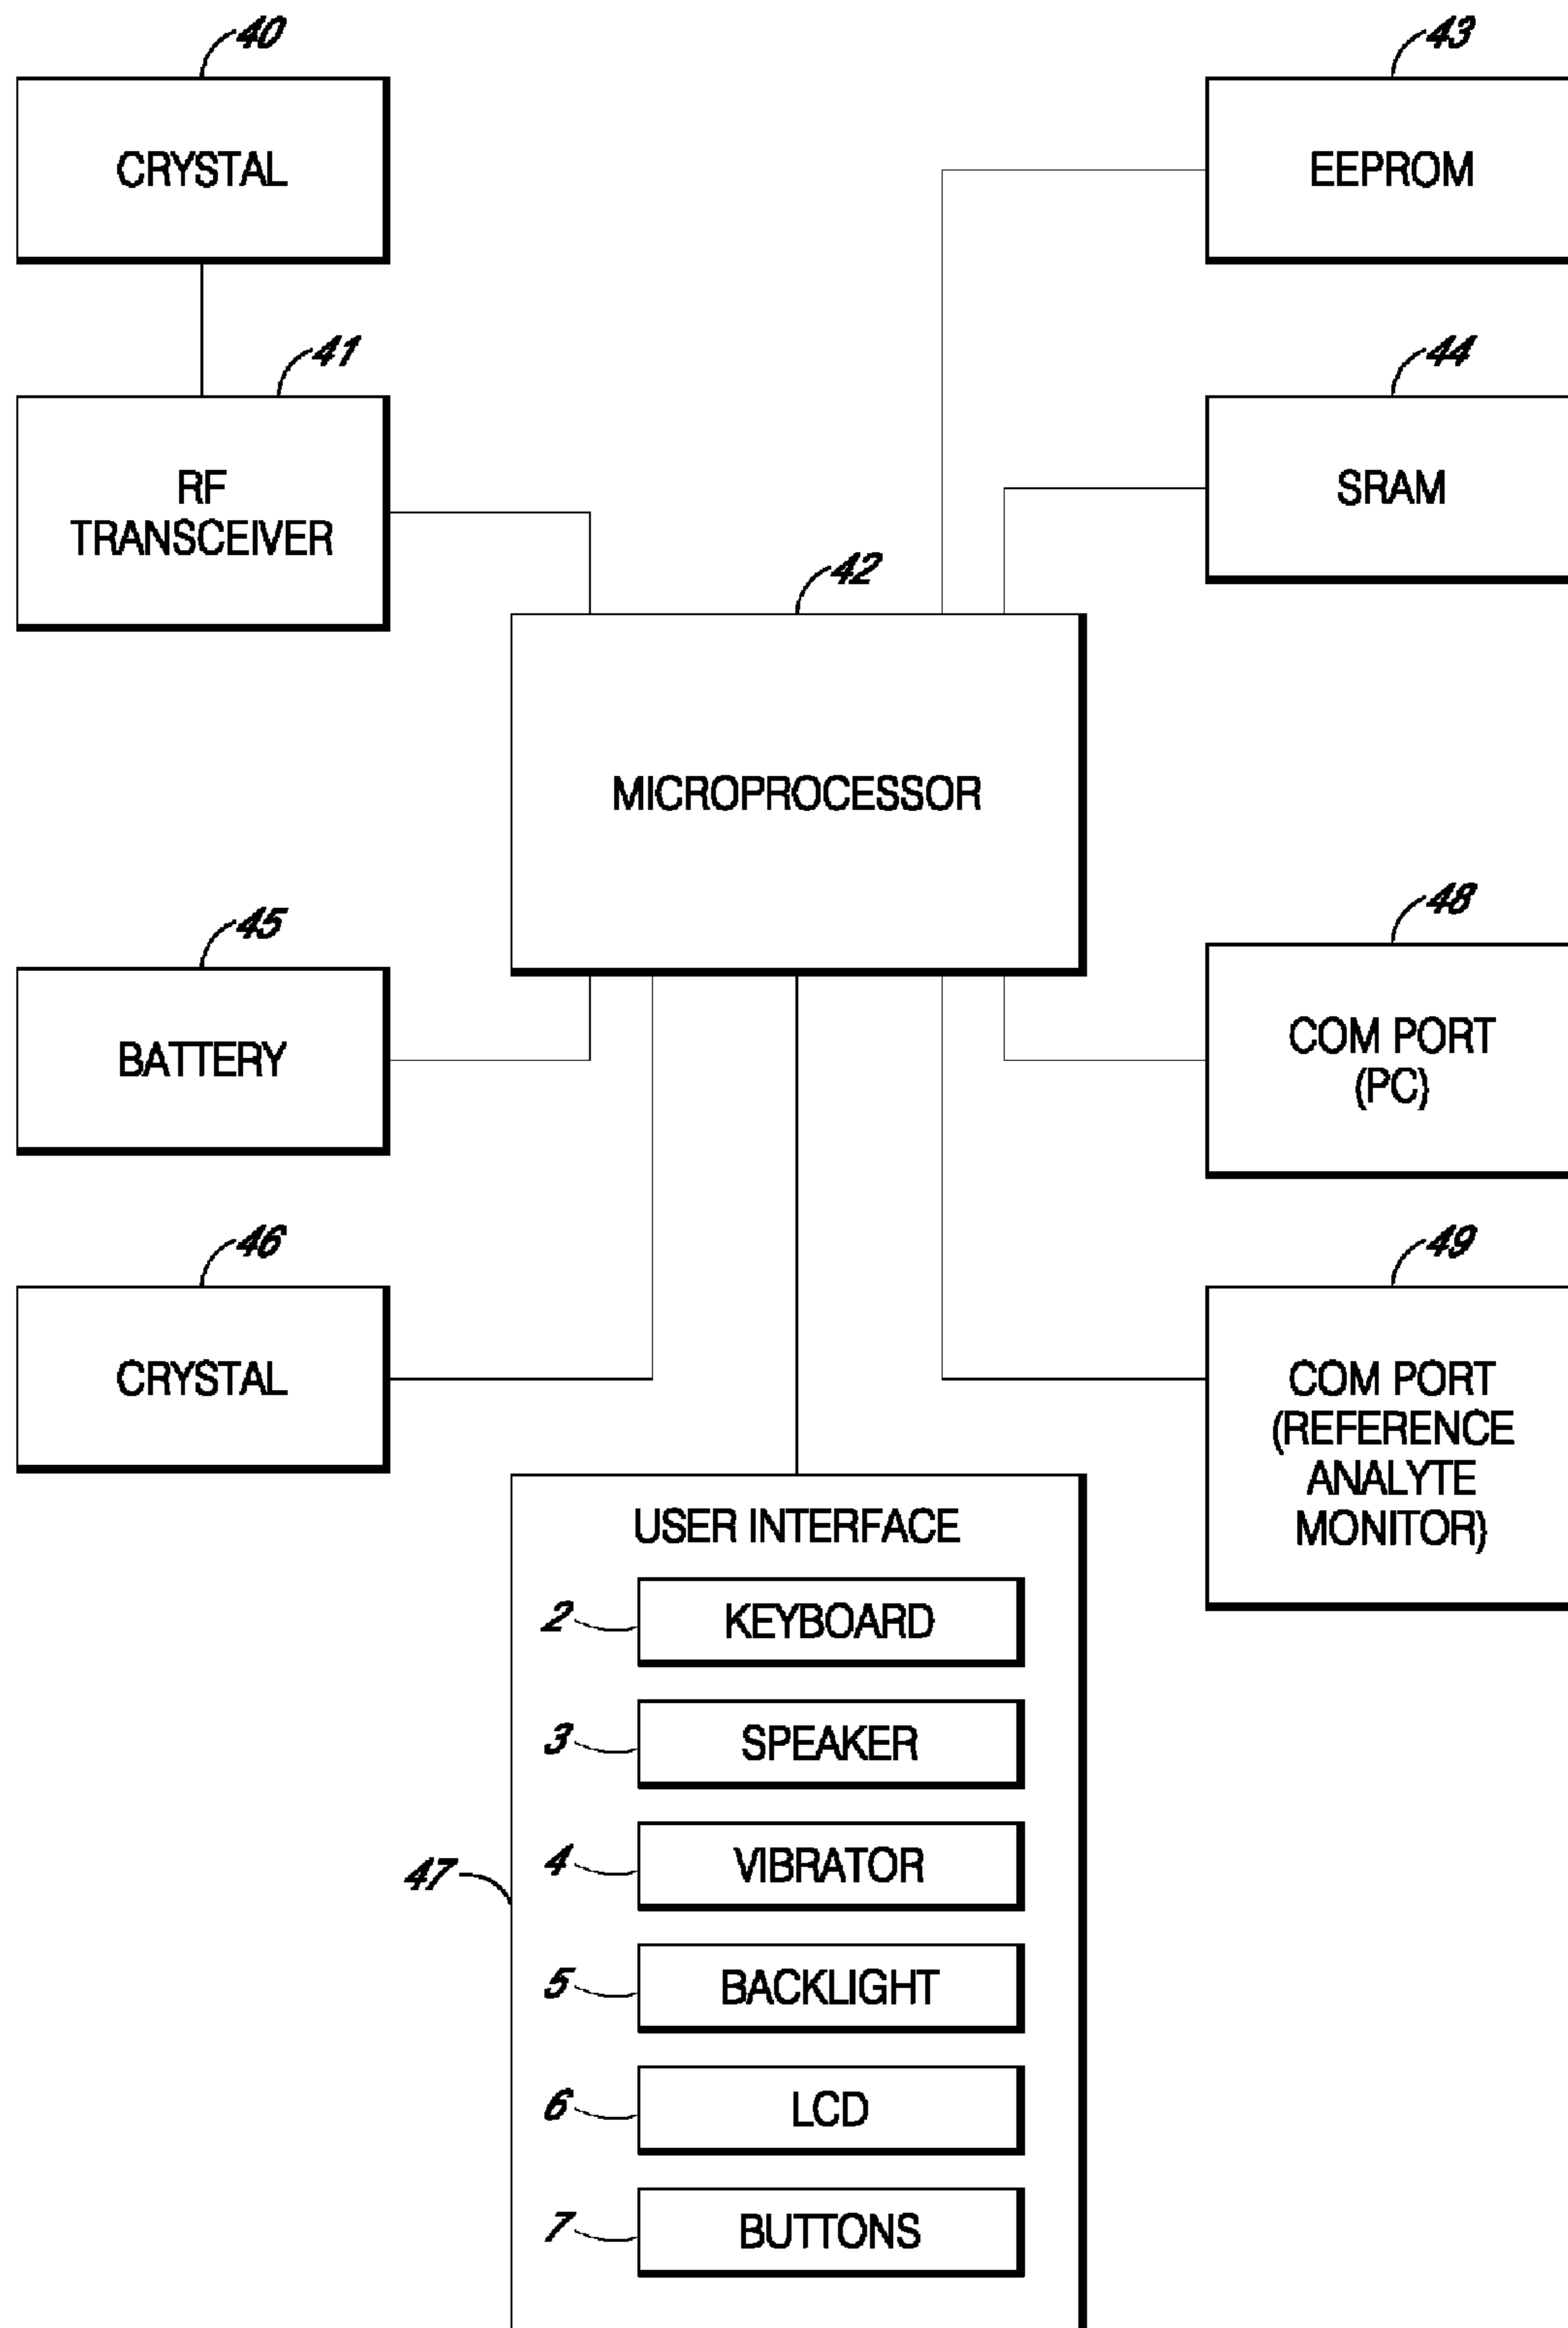 40
CRYSTAL
43
EEPROM
41
RF
TRANSCEIVER
44
SRAM
42
MICROPROCESSOR
45
BATTERY
48
COM PORT
(PC)
46
CRYSTAL
49
COM PORT
(REFERENCE
ANALYTE
MONITOR)
47
USER INTERFACE
2
KEYBOARD
3
SPEAKER
4
VIBRATOR
5
BACKLIGHT
6
LCD
7
BUTTONS